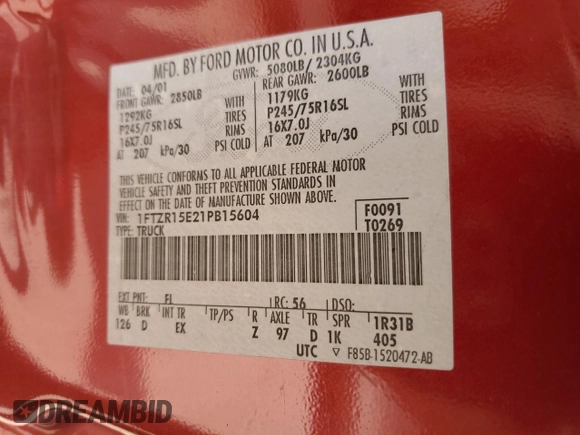 MFD. BY FORD MOTOR CO. IN U.S.A.
DATE: 04/01 GVWR: 5080LB/ 2304KG
FRONT GAWR: 2850LB REAR GAWR: 2600LB
1292KG WITH 1179KG WITH
P245/75R16SL TIRES P245/75R16SL TIRES
16X7.0J RIMS 16X7.0J RIMS
AT 207 kPa/30 PSI COLD AT 207 kPa/30 PSI COLD
THIS VEHICLE CONFORMS TO ALL APPLICABLE FEDERAL MOTOR
VEHICLE SAFETY AND THEFT PREVENTION STANDARDS IN
EFFECT ON THE DATE OF MANUFACTURE SHOWN ABOVE.
VIN: 1FTZR15E21PB15604 F0091
TYPE: TRUCK T0269
EXT PNT: FL RC: 56 DSO:
WB BRK INT TR TP/PS R AXLE TR SPR 1R31B
126 D EX Z 97 D 1K 405
UTC ▽ F85B-1520472-AB
DREAMBID